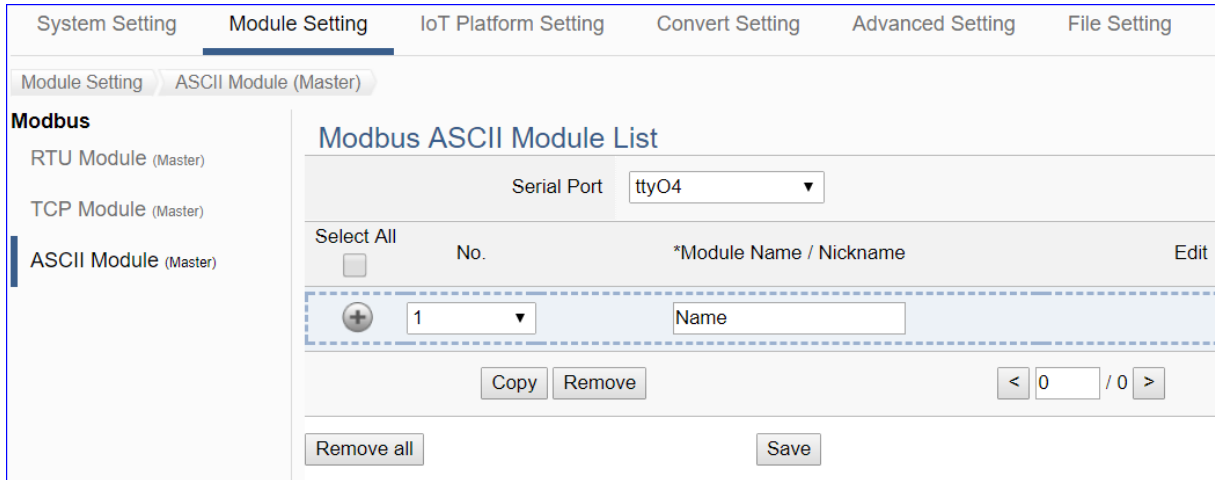 System Setting Module Setting IoT Platform Setting Convert Setting Advanced Setting File Setting
Module Setting ASCII Module (Master)
Modbus
RTU Module (Master)
TCP Module (Master)
ASCII Module (Master)
Modbus ASCII Module List
Serial Port ttyO4
Select All No. *Module Name / Nickname Edit
1 Name
Copy Remove < 0 / 0 >
Remove all Save